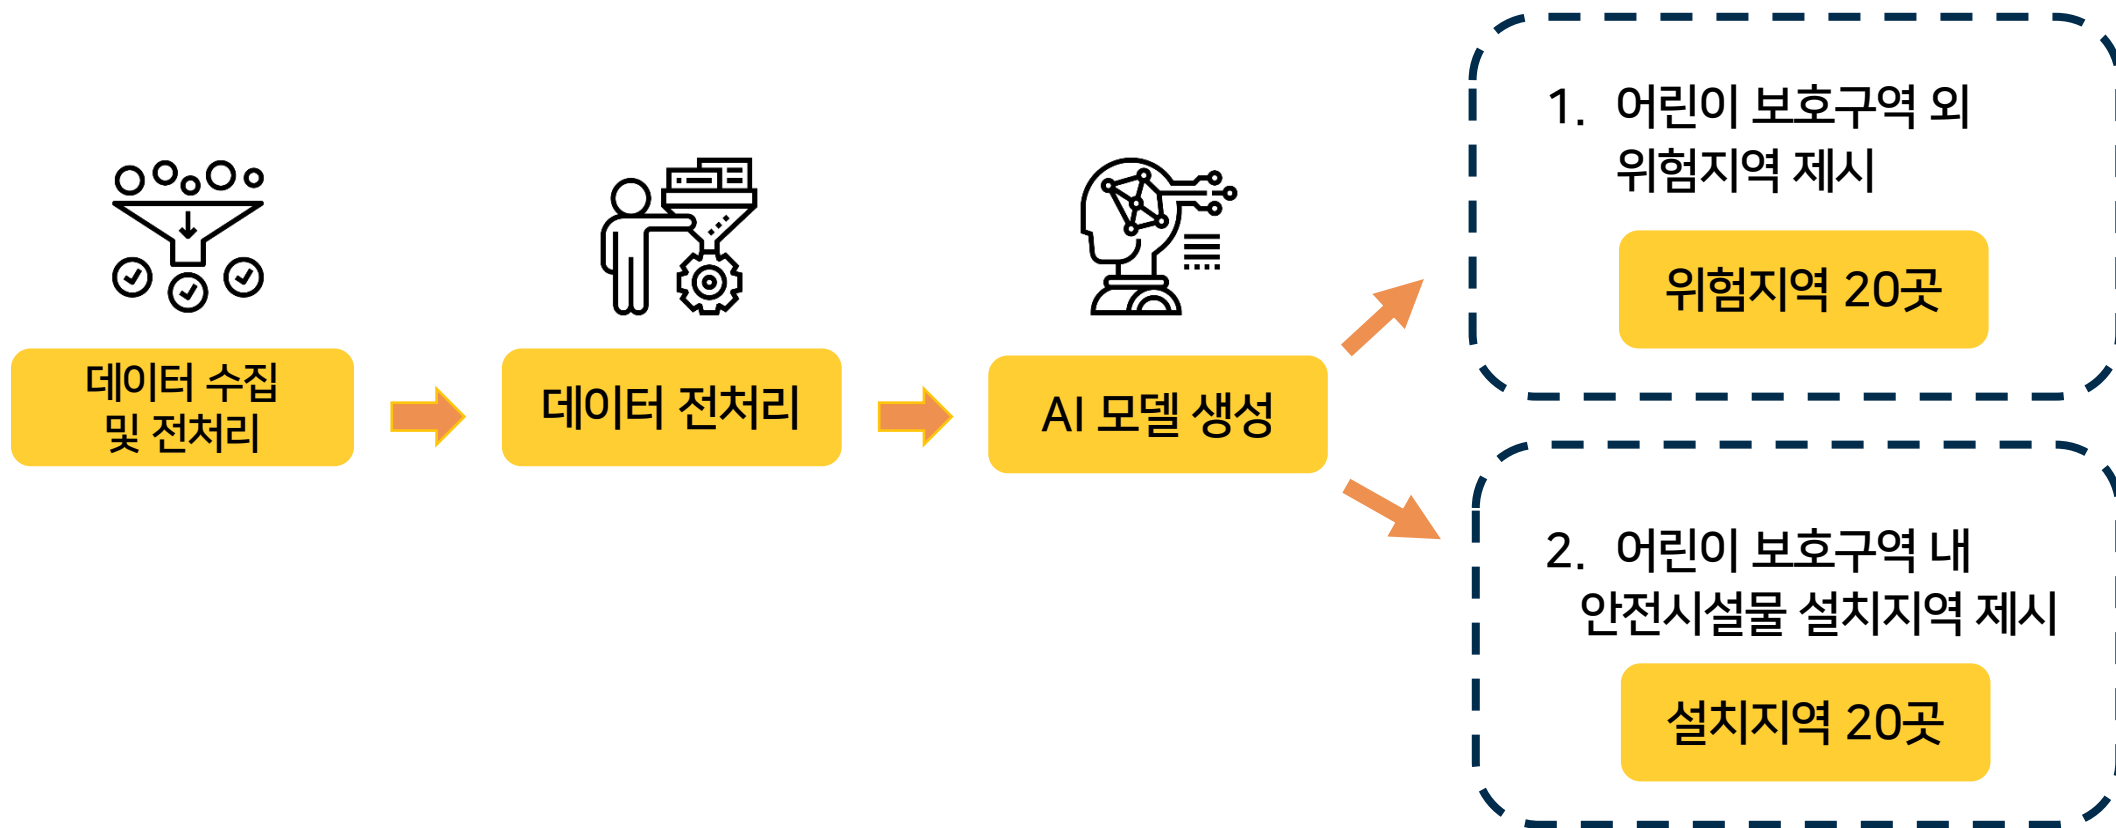 데이터 수집
및 전처리
데이터 전처리
AI 모델 생성
1. 어린이 보호구역 외
위험지역 제시
위험지역 20곳
2. 어린이 보호구역 내
안전시설물 설치지역 제시
설치지역 20곳